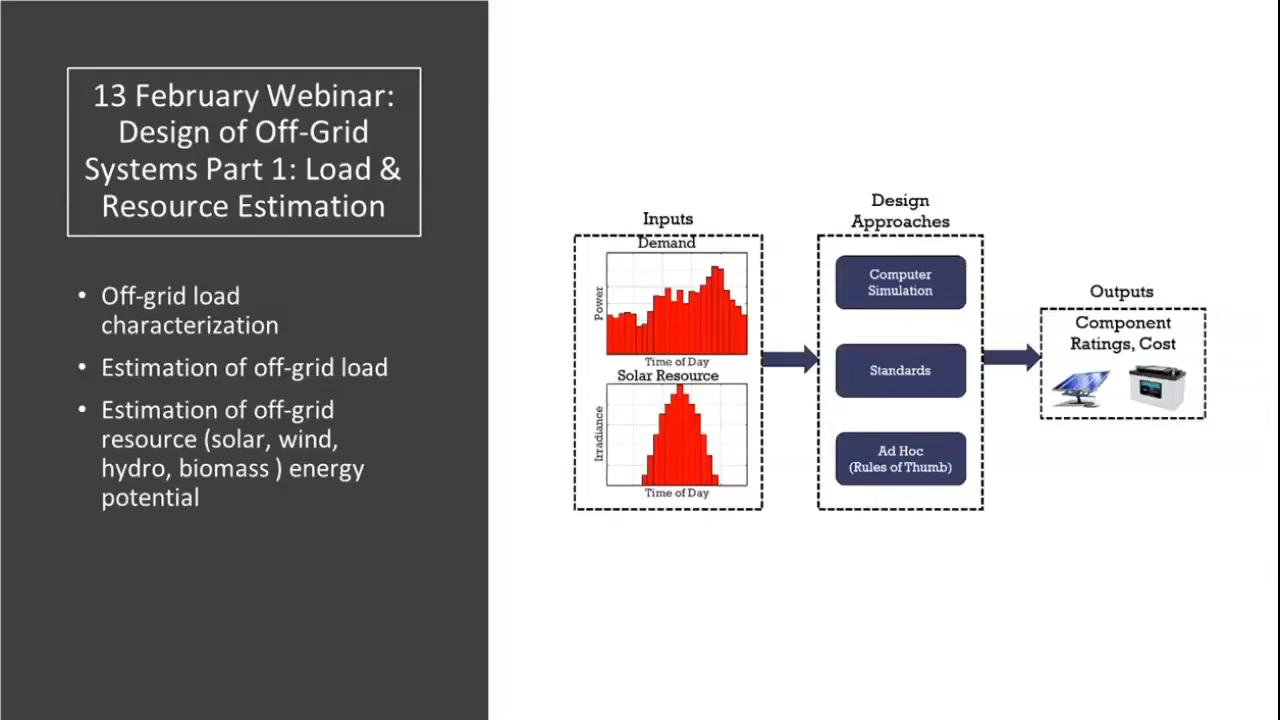 13 February Webinar:
Design of Off-Grid
Systems Part 1: Load &
Resource Estimation
• Off-grid load
characterization
• Estimation of off-grid load
• Estimation of off-grid
resource (solar, wind,
hydro, biomass ) energy
potential
Inputs
Demand
Power
Time of Day
Solar Resource
Irradiance
Time of Day
Design
Approaches
Computer
Simulation
Standards
Ad Hoc
(Rules of Thumb)
Outputs
Component
Ratings, Cost